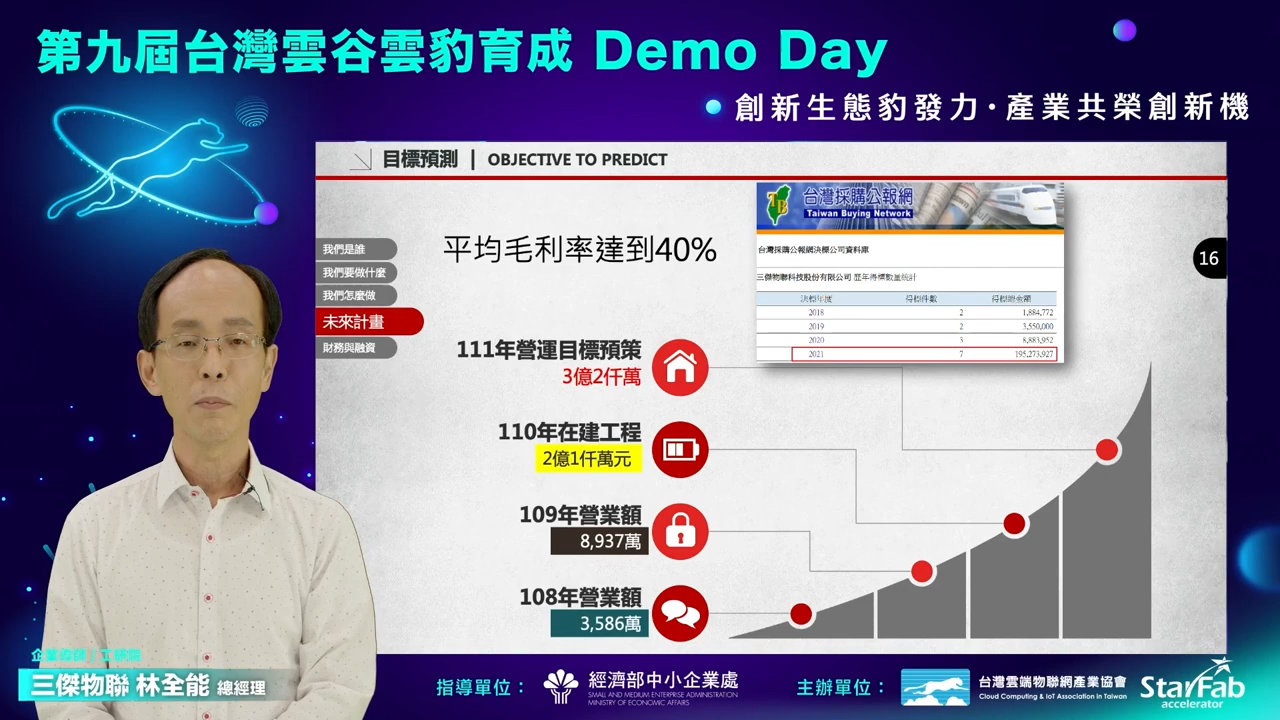 第九屆台灣雲谷雲豹育成 Demo Day
創新生態豹發力·產業共榮創新機
目標預測 | OBJECTIVE TO PREDICT
台灣採購公報網
Taiwan Buying Network
台灣採購公報網決標公司資料庫
三傑物聯科技股份有限公司 歷年得標數量統計
決標年度 得標件數 得標總金額
2018 2 1,884,772
2019 2 3,550,000
2020 3 8,883,952
2021 7 195,273,927
16
我們是誰
我們要做什麼
我們怎麼做
未來計畫
財務與融資
平均毛利率達到40%
111年營運目標預策
3億2仟萬
110年在建工程
2億1仟萬元
109年營業額
8,937萬
108年營業額
3,586萬
三傑物聯 林全能 總經理
指導單位：
經濟部中小企業處
SMALL AND MEDIUM ENTERPRISE ADMINISTRATION
MINISTRY OF ECONOMIC AFFAIRS
主辦單位：
台灣雲端物聯網產業協會
Cloud Computing & IoT Association in Taiwan
StarFab
accelerator